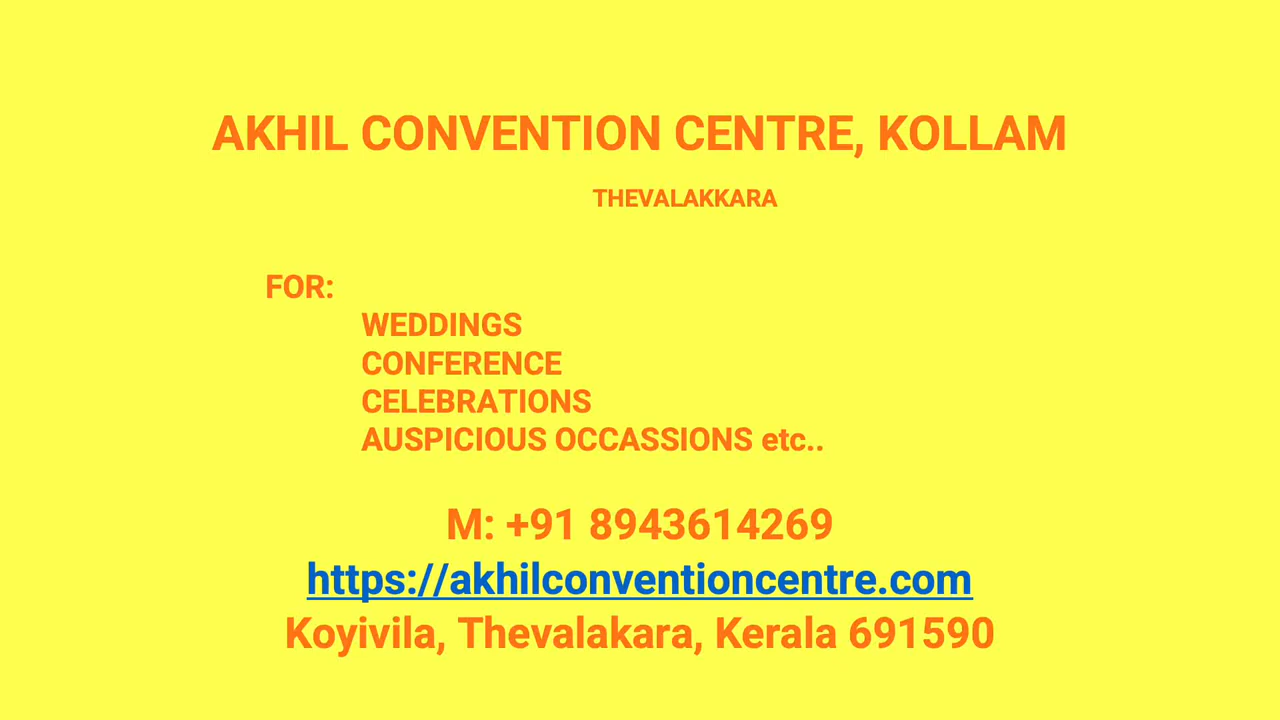 AKHIL CONVENTION CENTRE, KOLLAM
THEVALAKKARA
FOR:
WEDDINGS
CONFERENCE
CELEBRATIONS
AUSPICIOUS OCCASSIONS etc..
M: +91 8943614269
https://akhilconventioncentre.com
Koyivila, Thevalakara, Kerala 691590